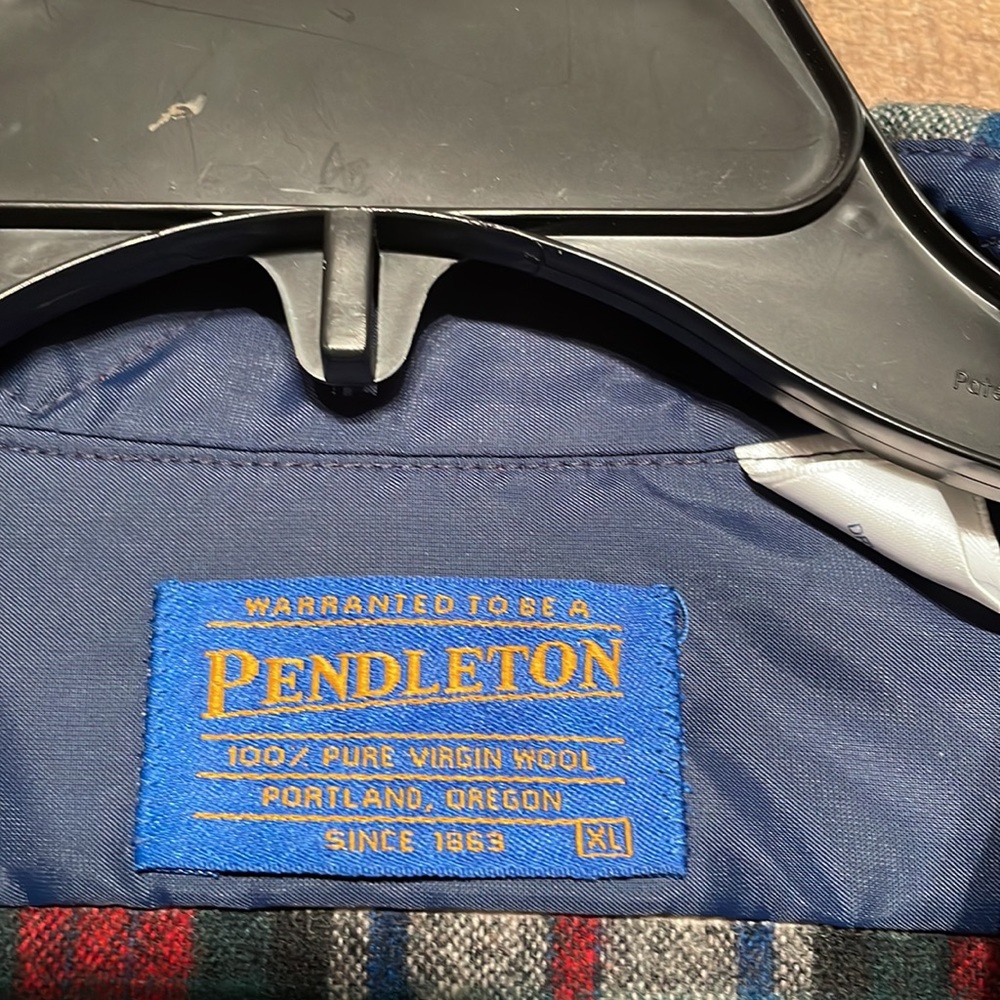 WARRANTED TO BE A
PENDLETON
100% PURE VIRGIN WOOL
PORTLAND, OREGON
SINCE 1863
XL